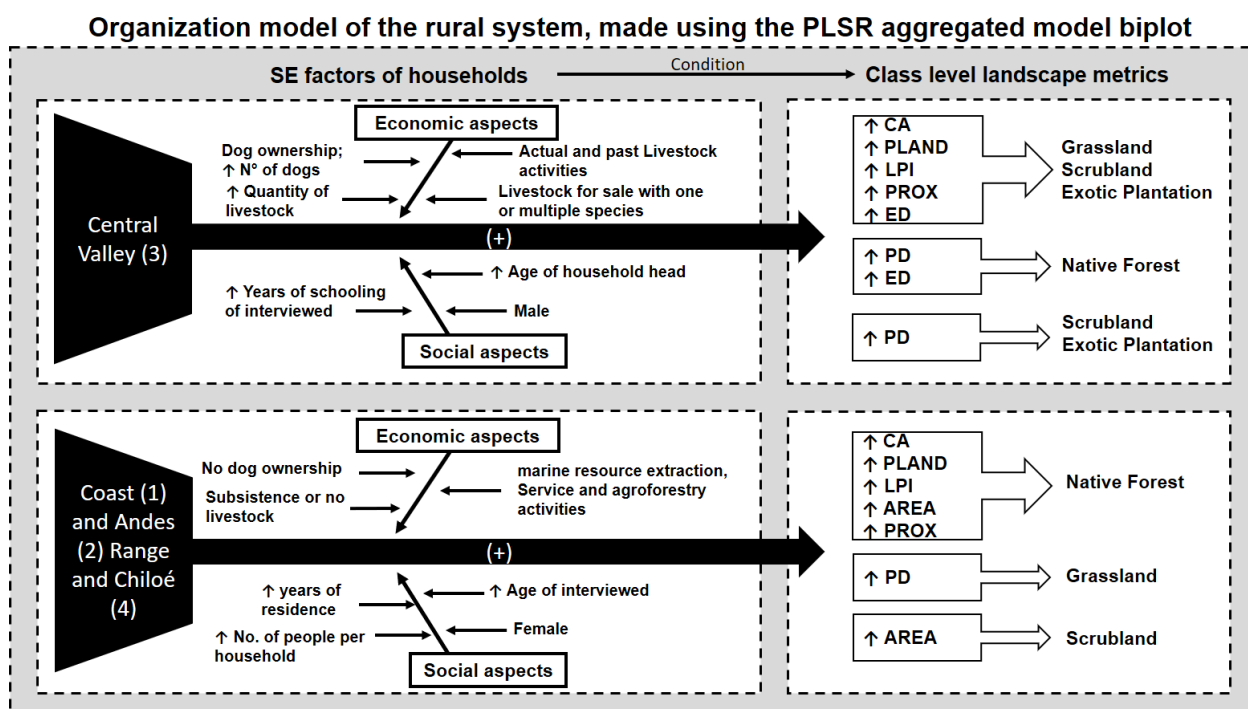 Organization model of the rural system, made using the PLSR aggregated model biplot
SE factors of households
Condition
Class level landscape metrics
Central
Valley (3)
Economic aspects
Dog ownership;
↑ N° of dogs
↑ Quantity of
livestock
Actual and past Livestock
activities
Livestock for sale with one
or multiple species
(+)
↑ Age of household head
↑ Years of schooling
of interviewed
Male
Social aspects
↑ CA
↑ PLAND
↑ LPI
↑ PROX
↑ ED
Grassland
Scrubland
Exotic Plantation
↑ PD
↑ ED
Native Forest
↑ PD
Scrubland
Exotic Plantation
Coast (1)
and Andes
(2) Range
and Chiloé
(4)
Economic aspects
No dog ownership
Subsistence or no
livestock
marine resource extraction,
Service and agroforestry
activities
(+)
↑ years of
residence
↑ No. of people per
household
↑ Age of interviewed
Female
Social aspects
↑ CA
↑ PLAND
↑ LPI
↑ AREA
↑ PROX
Native Forest
↑ PD
Grassland
↑ AREA
Scrubland